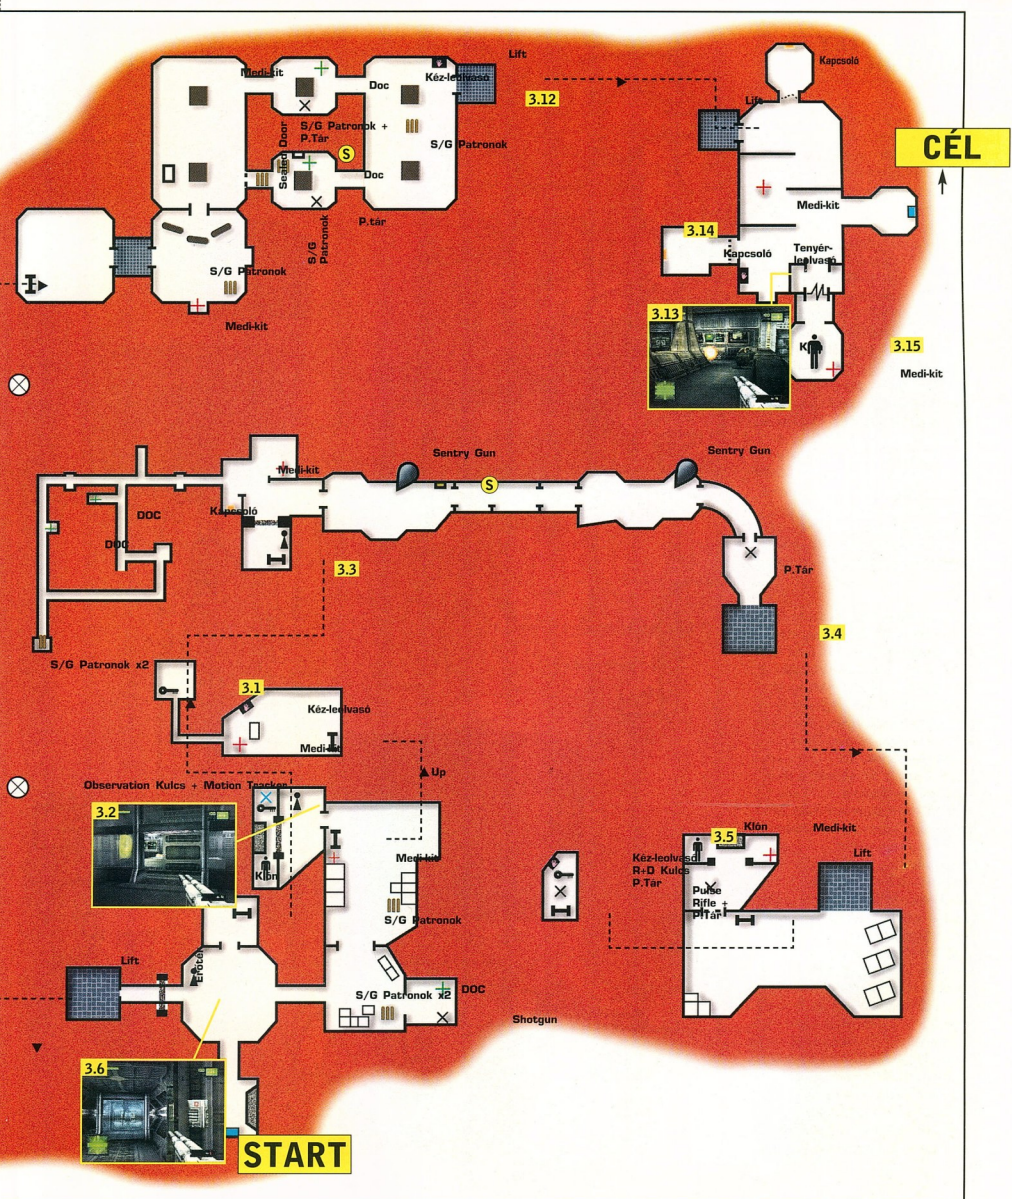 Lift
Kapcsoló
Medi-kit
Doc
Kéz-leolvasó
3.12
Lift
S/G Patronok +
P.Tár
Sealed Door
S
S/G Patronok
CÉL
Doc
Medi-kit
P.tár
S/G
Patronok
3.14
Kapcsoló
Tenyér-
leolvasó
S/G Patronok
Medi-kit
3.13
3.15
Medi-kit
Sentry Gun
Sentry Gun
Medi-kit
S
Kapcsoló
DOC
DOC
3.3
P.Tár
3.4
S/G Patronok x2
3.1
Kéz-leolvasó
Medi-kit
Up
Observation Kulcs + Motion Tracker
3.2
3.5
Klón
Medi-kit
Lift
Kéz-leolvasó
R+D Kulcs
P.Tár
Medi-kit
Klón
Pulse
Rifle +
P.Tár
S/G Patronok
Lift
Erőtér
S/G Patronok x2
DOC
Shotgun
3.6
START